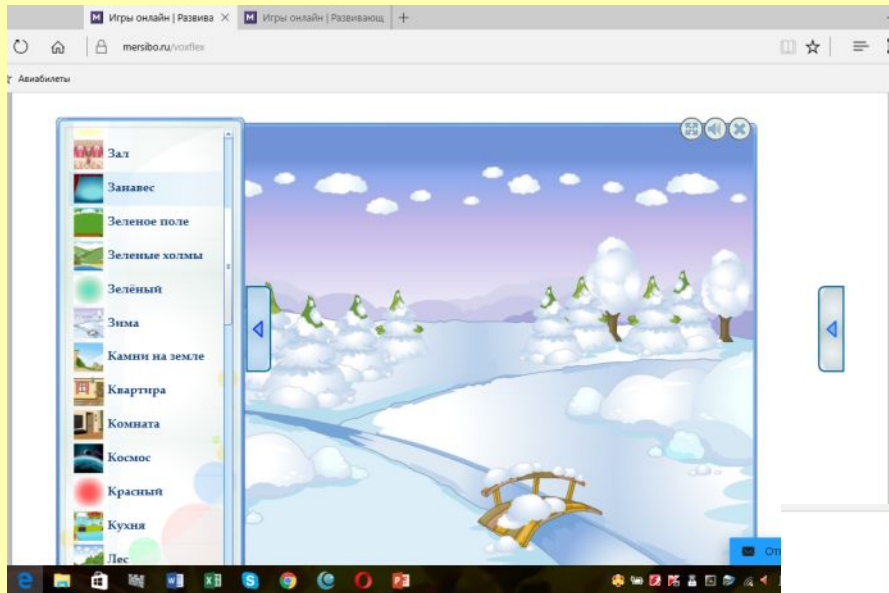 Игры онлайн | Развива
Игры онлайн | Развивающ
mersibo.ru/voxflex
Авиабилеты
Зал
Занавес
Зеленое поле
Зеленые холмы
Зелёный
Зима
Камни на земле
Квартира
Комната
Космос
Красный
Кухня
Лес